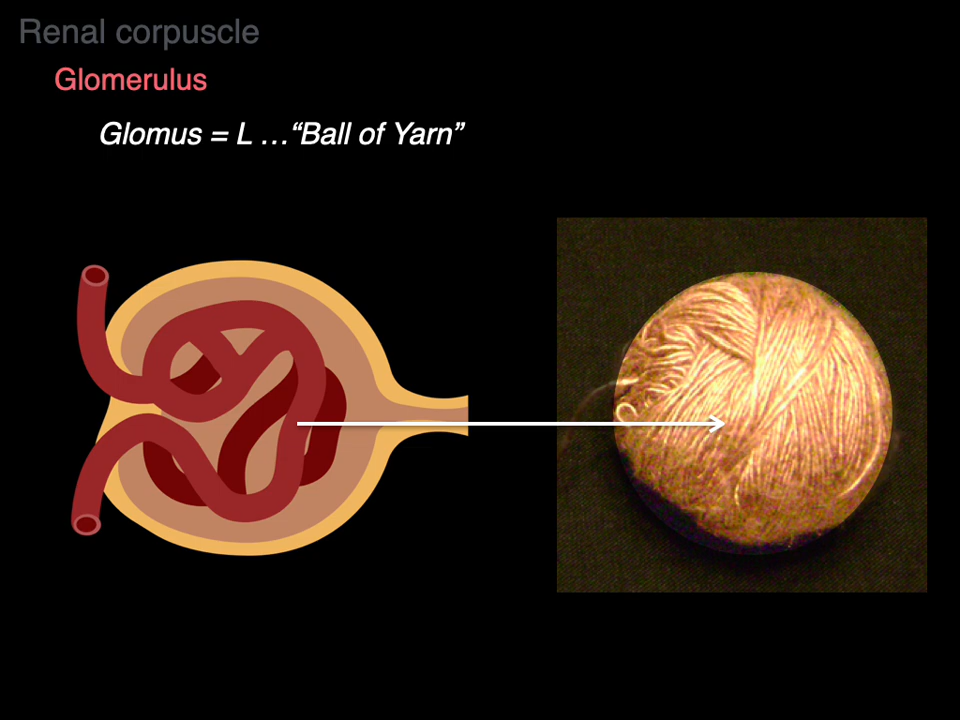 Renal corpuscle
Glomerulus
Glomus = L …“Ball of Yarn”